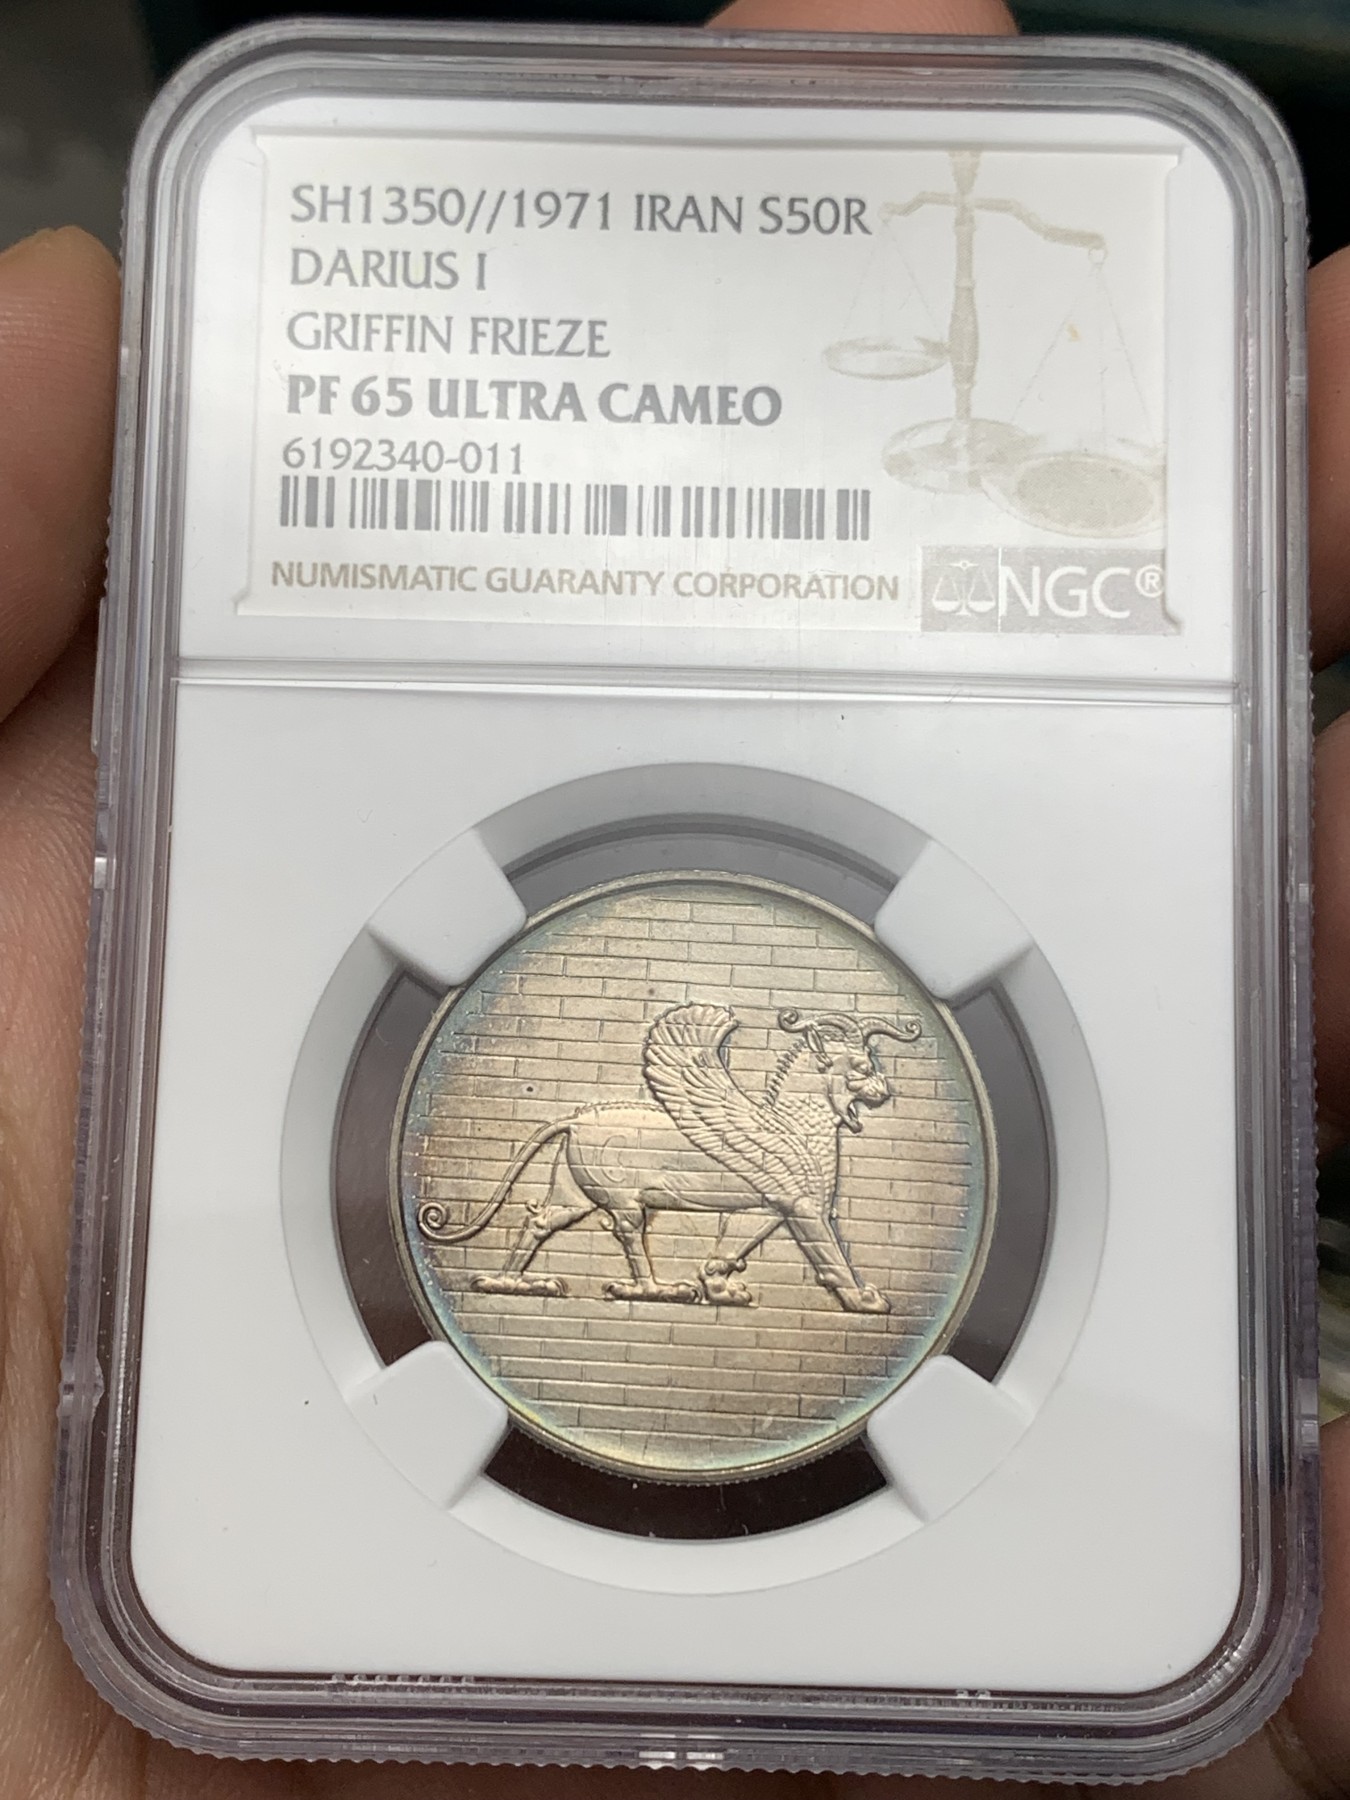 SH1350//1971 IRAN S50R
DARIUS I
GRIFFIN FRIEZE
PF 65 ULTRA CAMEO
6192340-011
NUMISMATIC GUARANTY CORPORATION
NGC®